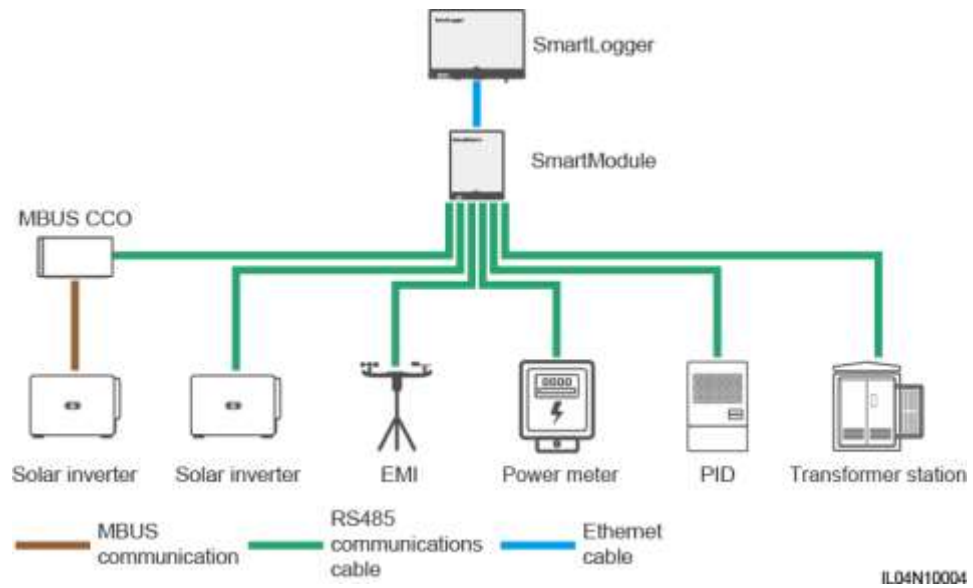 SmartLogger
SmartModule
MBUS CCO
0000
Solar inverter
Solar inverter
EMI
Power meter
PID
Transformer station
MBUS
communication
RS485
communications
cable
Ethernet
cable
IL04N10004